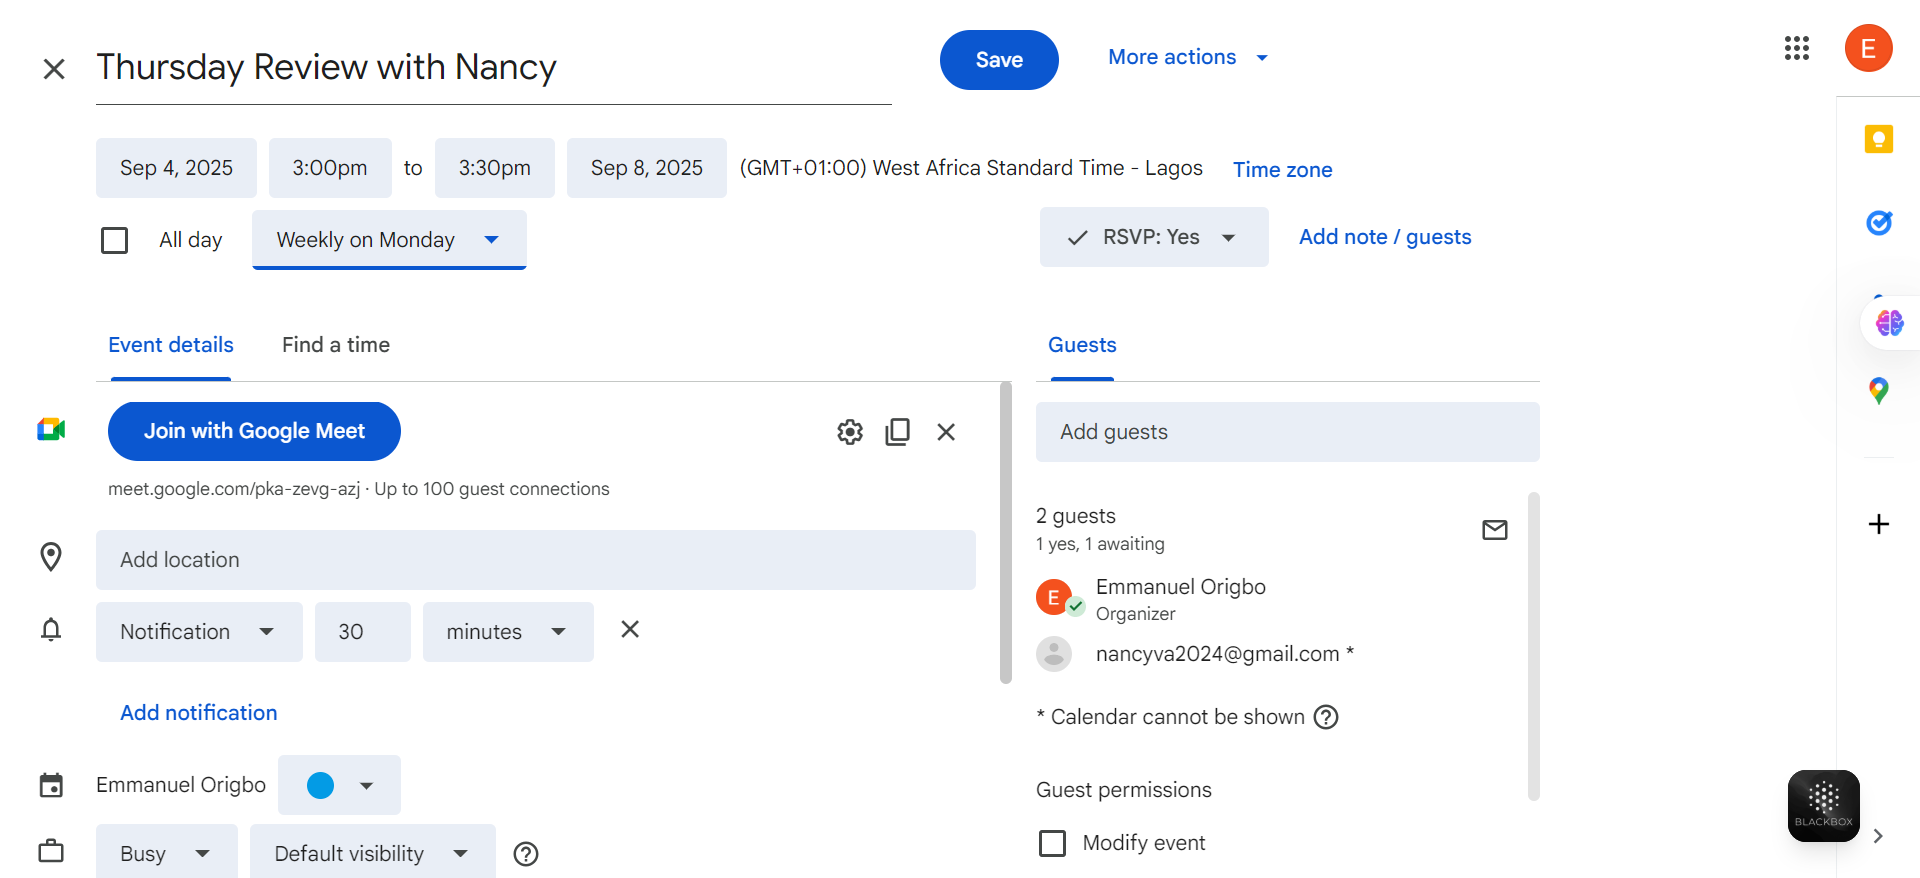 Thursday Review with Nancy
Save
More actions
E
Sep 4, 2025
3:00pm
to
3:30pm
Sep 8, 2025
(GMT+01:00) West Africa Standard Time - Lagos
Time zone
All day
Weekly on Monday
RSVP: Yes
Add note / guests
Event details
Find a time
Guests
Join with Google Meet
meet.google.com/pka-zevg-azj · Up to 100 guest connections
Add location
Notification
30
minutes
Add notification
Emmanuel Origbo
Busy
Default visibility
Add guests
2 guests
1 yes, 1 awaiting
E
Emmanuel Origbo
Organizer
nancyva2024@gmail.com *
* Calendar cannot be shown
Guest permissions
Modify event
BLACKBOX